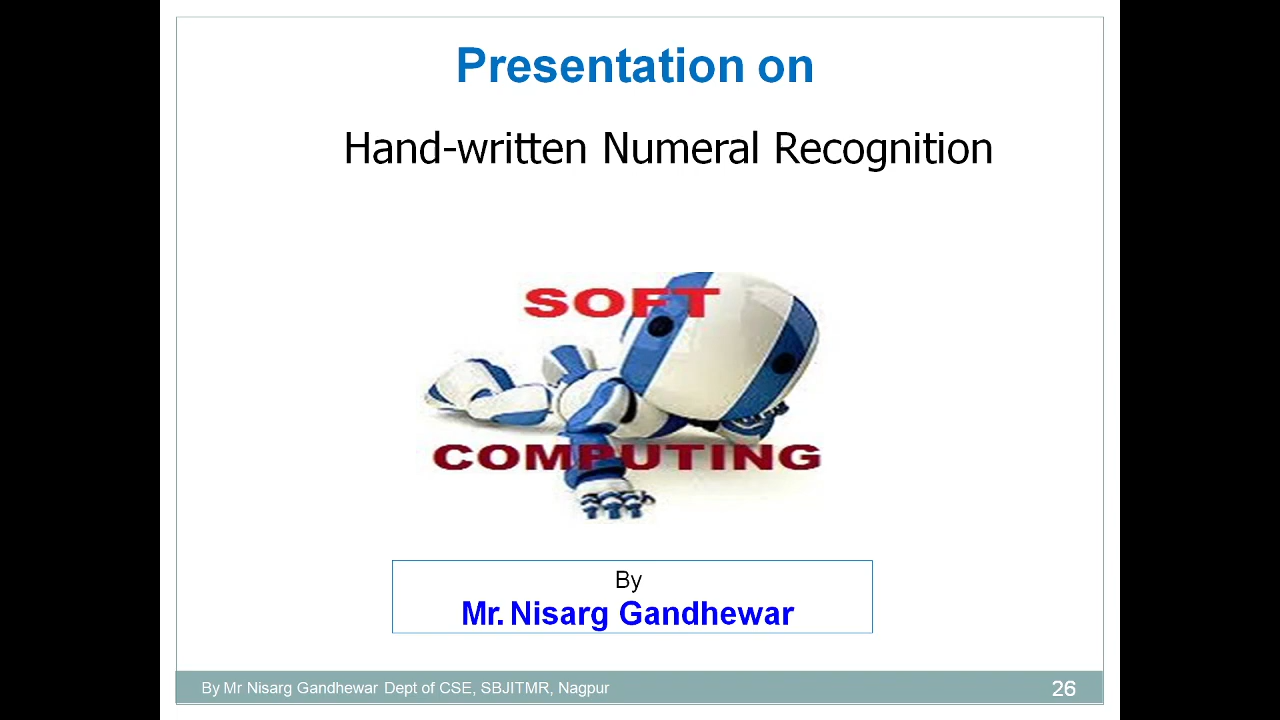 Presentation on
Hand-written Numeral Recognition
SOFT
COMPUTING
By
Mr. Nisarg Gandhewar
By Mr Nisarg Gandhewar Dept of CSE, SBJITMR, Nagpur
26